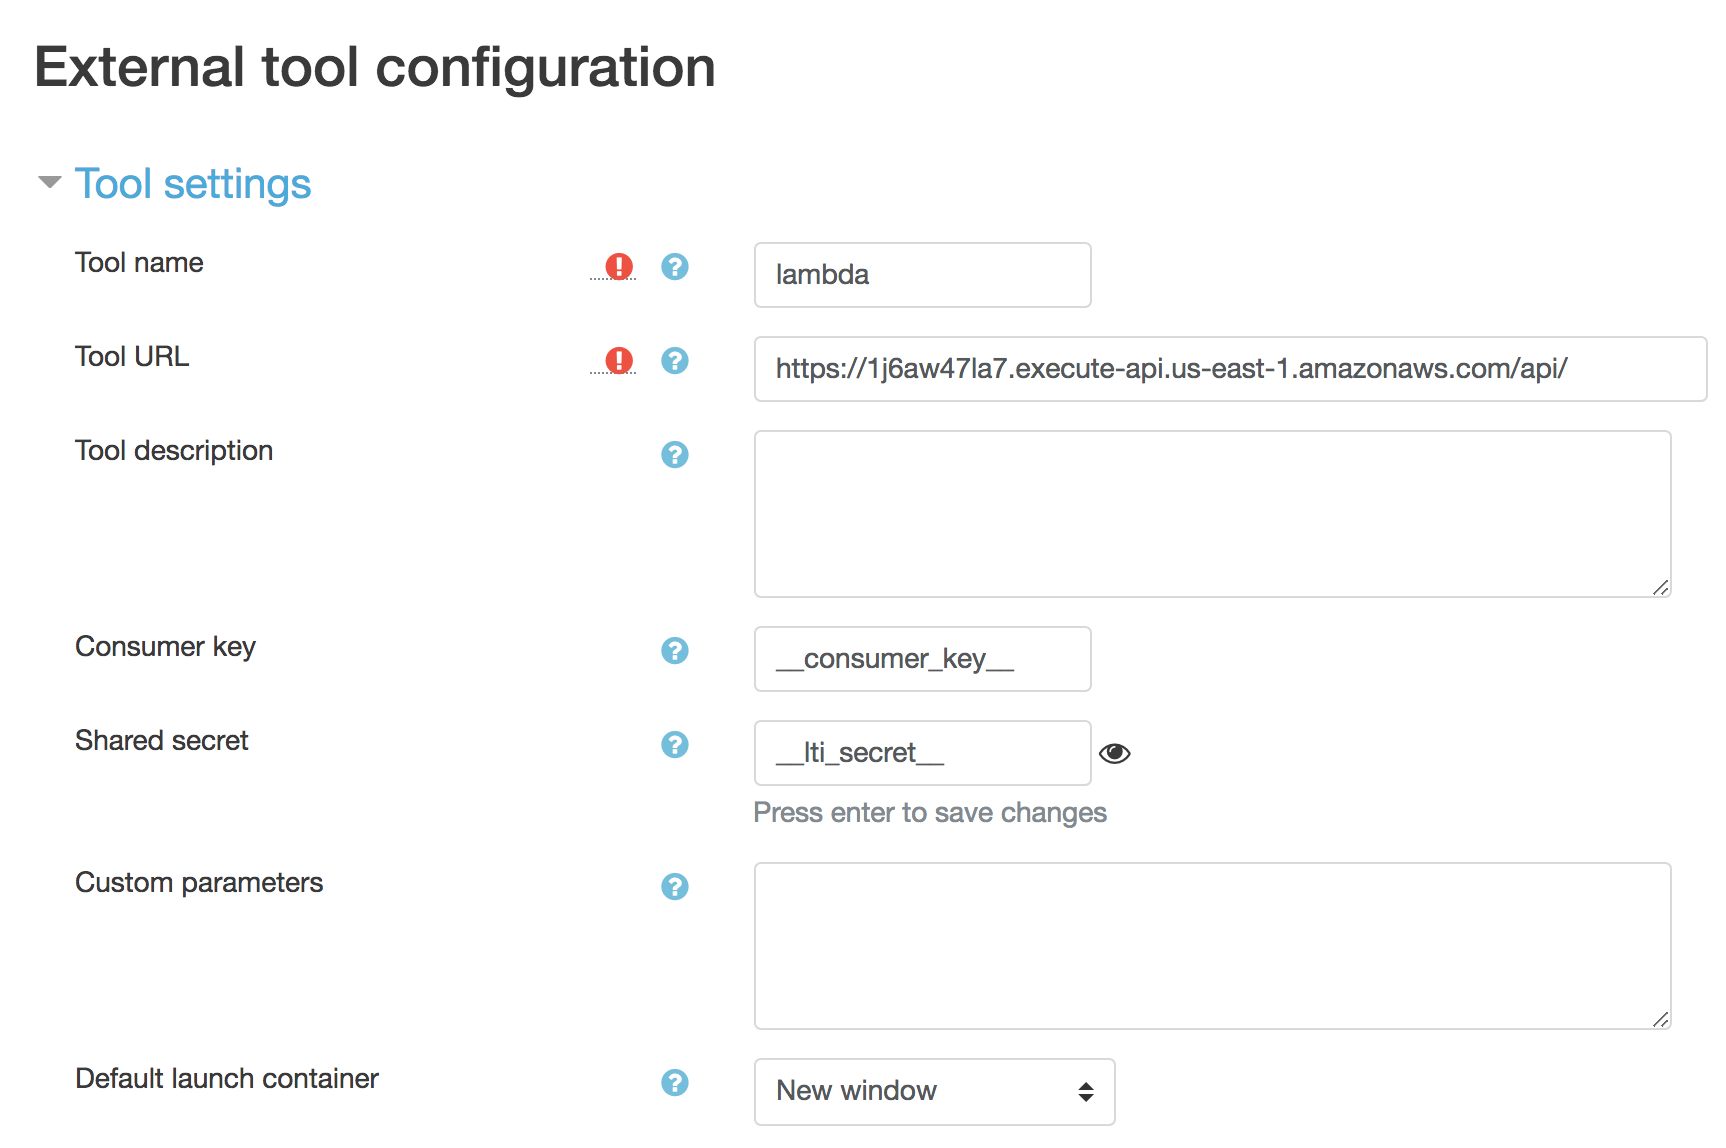 External tool configuration
Tool settings
Tool name
lambda
Tool URL
https://1j6aw47la7.execute-api.us-east-1.amazonaws.com/api/
Tool description
Consumer key
__consumer_key__
Shared secret
__lti_secret__
Press enter to save changes
Custom parameters
Default launch container
New window